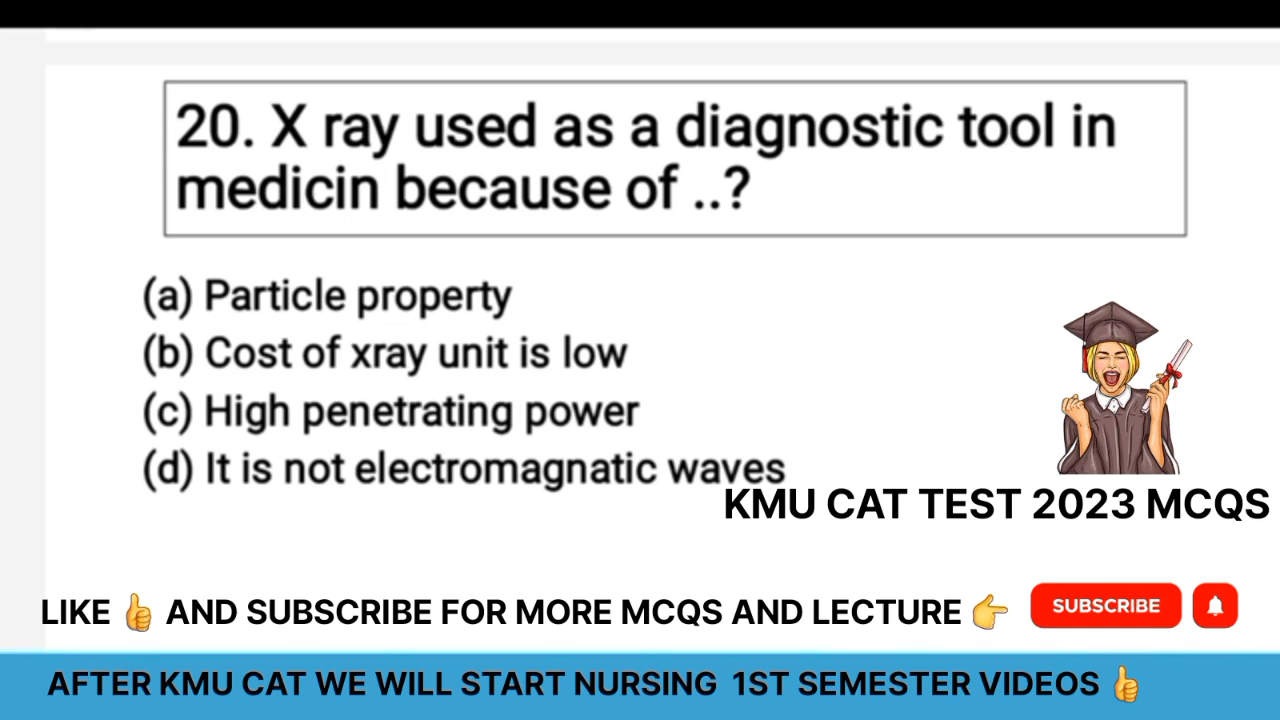 20. X ray used as a diagnostic tool in
medicin because of ..?
(a) Particle property
(b) Cost of xray unit is low
(c) High penetrating power
(d) It is not electromagnatic waves
KMU CAT TEST 2023 MCQS
LIKE 👍 AND SUBSCRIBE FOR MORE MCQS AND LECTURE 👉 SUBSCRIBE
AFTER KMU CAT WE WILL START NURSING 1ST SEMESTER VIDEOS 👍